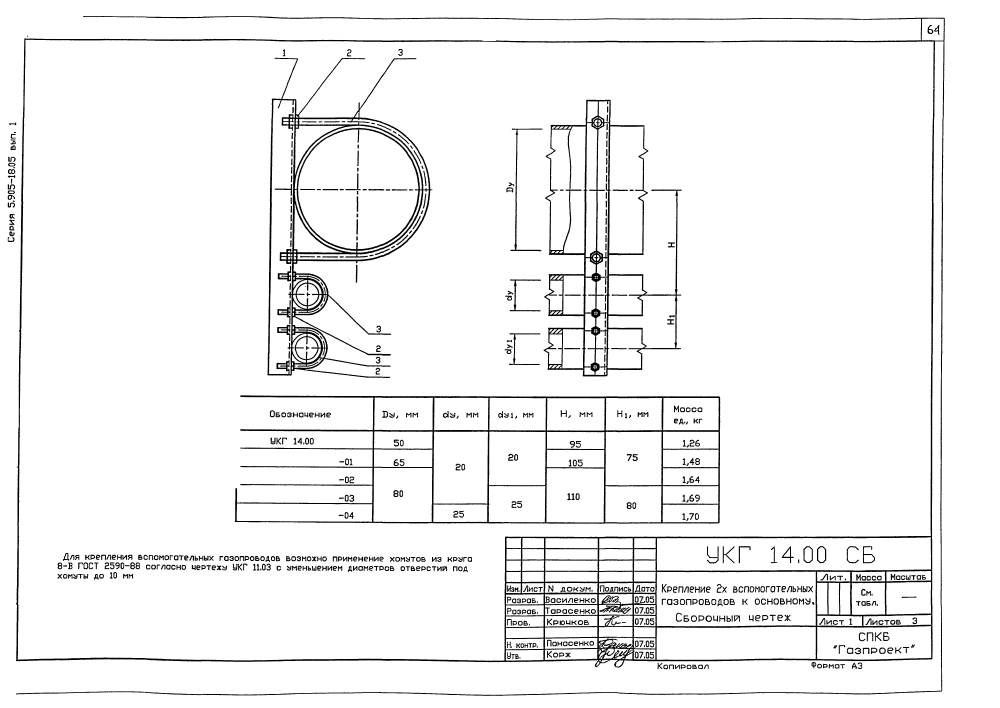 64
Серия 5.905-18.05 вып. 1
1
2
3
3
2
3
2
Dу
dу
dу1
H
H1
Обозначение
Dу, мм
dу, мм
dу1, мм
H, мм
H1, мм
Масса ед., кг
УКГ 14.00
50
20
20
95
75
1,26
-01
65
105
1,48
-02
80
110
1,64
-03
25
80
1,69
-04
25
1,70
Для крепления вспомогательных газопроводов возможно применение хомутов из круга
8-В ГОСТ 2590-88 согласно чертежу УКГ 11.03 с уменьшением диаметров отверстий под
хомуты до 10 мм
УКГ 14.00 СБ
Изм. Лист N докум. Подпись Дата
Разраб. Василенко 07.05
Разраб. Тарасенко 07.05
Пров. Крючков 07.05
Н. контр. Панасенко 07.05
Утв. Корж 07.05
Крепление 2х вспомогательных
газопроводов к основному.
Сборочный чертеж
Лит. Масса Масштаб
См. табл. —
Лист 1 Листов 3
СПКБ
"Газпроект"
Копировал
Формат А3